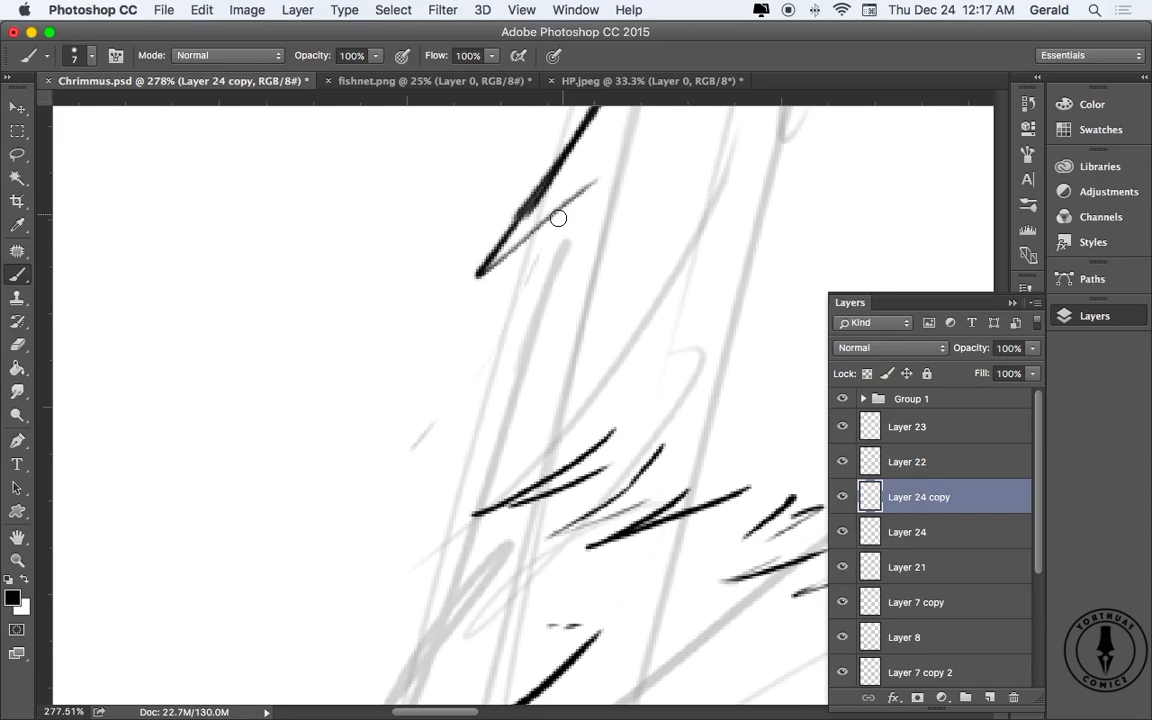 Photoshop CC File Edit Image Layer Type Select Filter 3D View Window Help Thu Dec 24 12:17 AM Gerald
Adobe Photoshop CC 2015
7 Mode: Normal Opacity: 100% Flow: 100% Essentials
Chrimmus.psd @ 278% (Layer 24 copy, RGB/8#) * fishnet.png @ 25% (Layer 0, RGB/8#) * HP.jpeg @ 33.3% (Layer 0, RGB/8*) *
Color
Swatches
Libraries
Adjustments
Channels
Styles
Paths
Layers
Layers
Kind
Normal Opacity: 100%
Lock: Fill: 100%
Group 1
Layer 23
Layer 22
Layer 24 copy
Layer 24
Layer 21
Layer 7 copy
Layer 8
Layer 7 copy 2
277.51% Doc: 22.7M/130.0M